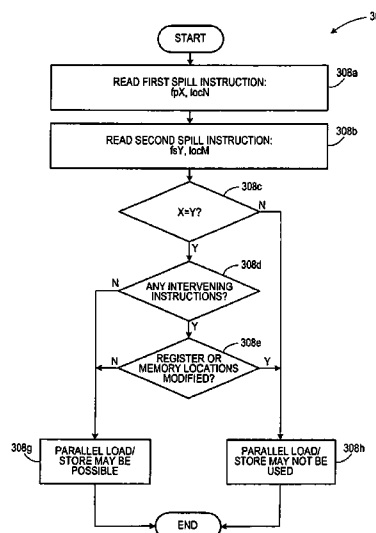 30
START
308a
READ FIRST SPILL INSTRUCTION:
fpX, locN
308b
READ SECOND SPILL INSTRUCTION:
fsY, locM
308c
X=Y?
N
Y
308d
N
ANY INTERVENING
INSTRUCTIONS?
Y
308e
N
REGISTER OR
MEMORY LOCATIONS
MODIFIED?
Y
308g
PARALLEL LOAD/
STORE MAY BE
POSSIBLE
PARALLEL LOAD/
STORE MAY NOT BE
USED
308h
END